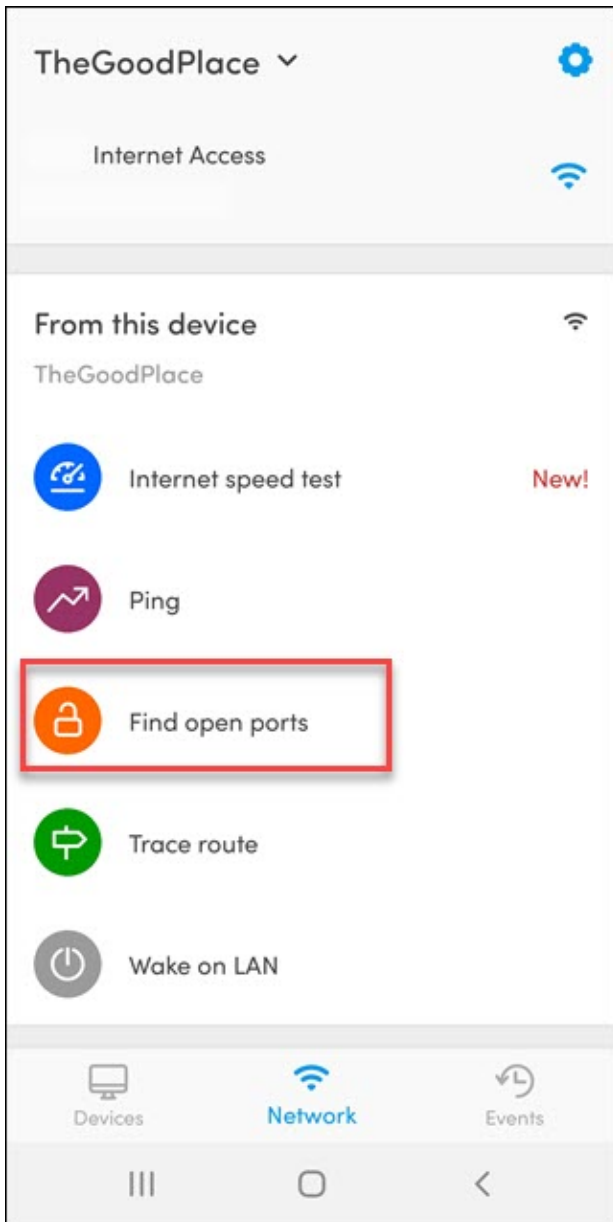 TheGoodPlace
Internet Access
From this device
TheGoodPlace
Internet speed test New!
Ping
Find open ports
Trace route
Wake on LAN
Devices Network Events